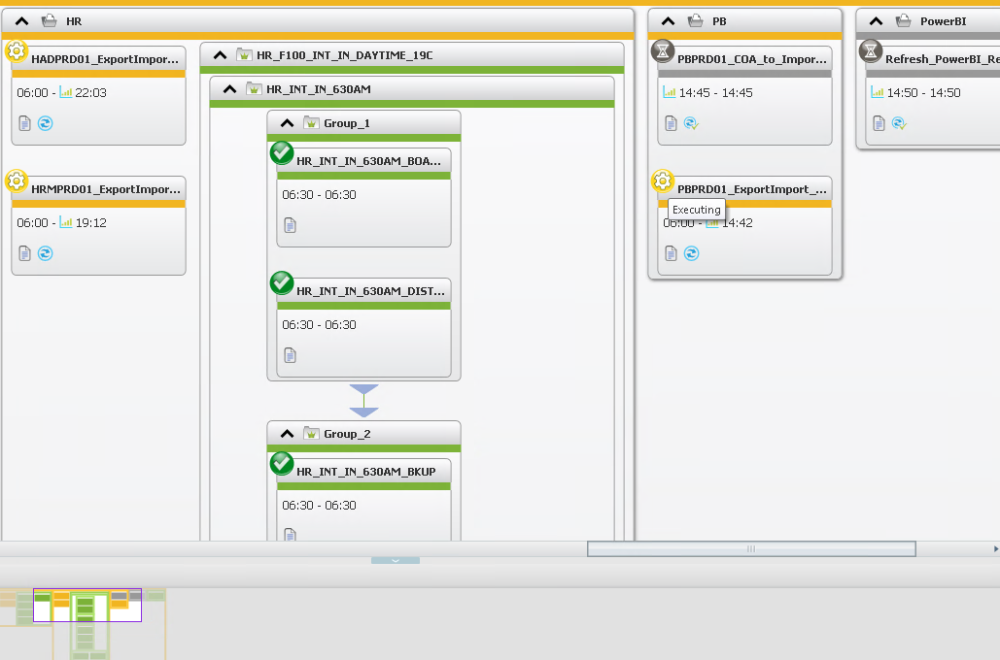 HR
HADPRD01_ExportImpor...
06:00 - 22:03
HRMPRD01_ExportImpor...
06:00 - 19:12
HR_F100_INT_IN_DAYTIME_19C
HR_INT_IN_630AM
Group_1
HR_INT_IN_630AM_BOA...
06:30 - 06:30
HR_INT_IN_630AM_DIST...
06:30 - 06:30
Group_2
HR_INT_IN_630AM_BKUP
06:30 - 06:30
PB
PBPRD01_COA_to_Impor...
14:45 - 14:45
PBPRD01_ExportImport_...
Executing
06:00 - 14:42
PowerBI
Refresh_PowerBI_Re
14:50 - 14:50